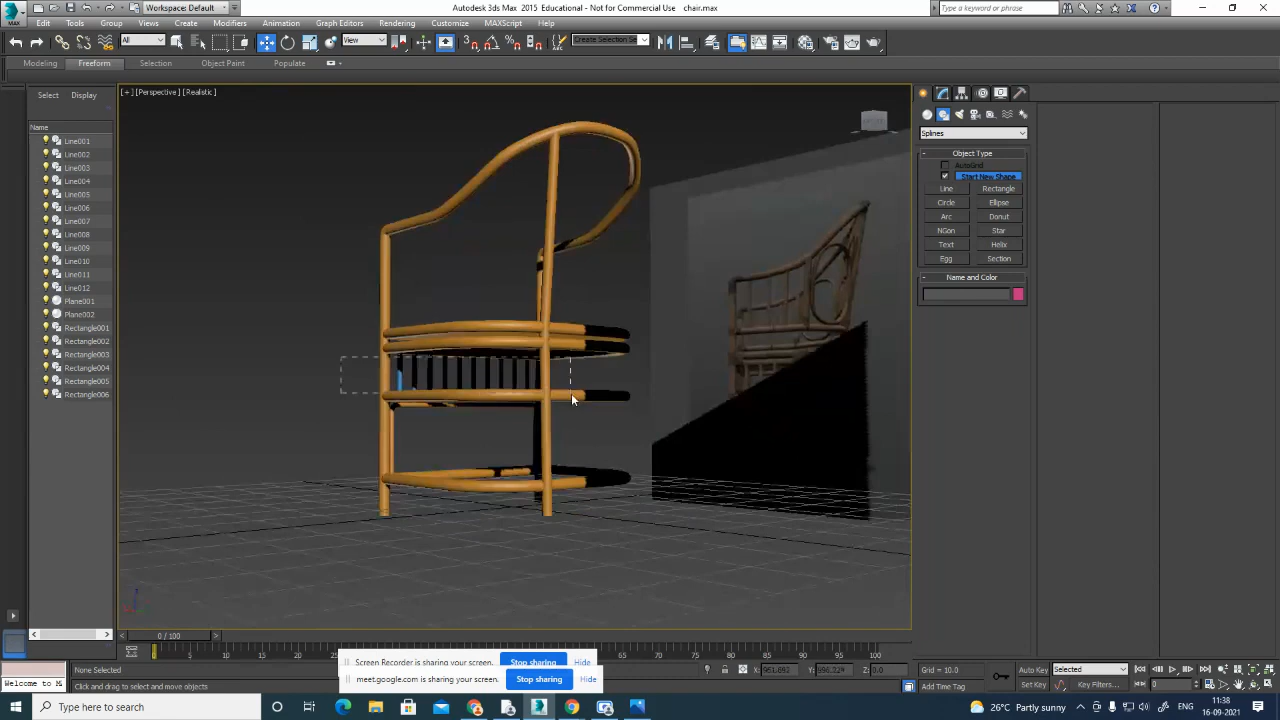 Workspace: Default
Autodesk 3ds Max 2015 Educational - Not for Commercial Use chair.max
Type a keyword or phrase
MAX
Edit Tools Group Views Create Modifiers Animation Graph Editors Rendering Customize MAXScript Help
All View
Modeling Freeform Selection Object Paint Populate
Select Display
Name
Line001
Line002
Line003
Line004
Line005
Line006
Line007
Line008
Line009
Line010
Line011
Line012
Plane001
Plane002
Rectangle001
Rectangle002
Rectangle003
Rectangle004
Rectangle005
Rectangle006
[+] [Perspective] [Realistic]
Splines
Object Type
AutoGrid
Start New Shape
Line Rectangle
Circle Ellipse
Arc Donut
NGon Star
Text Helix
Egg Section
Name and Color
0 / 100
Screen Recorder is sharing your screen. Stop sharing Hide
meet.google.com is sharing your screen. Stop sharing Hide
None Selected
Click and drag to select and move objects
Welcome to M
Z: 0.0
Grid = 10.0
Add Time Tag
Auto Key Selected
Set Key Key Filters...
Type here to search
26°C Partly sunny
11:38
16-09-2021